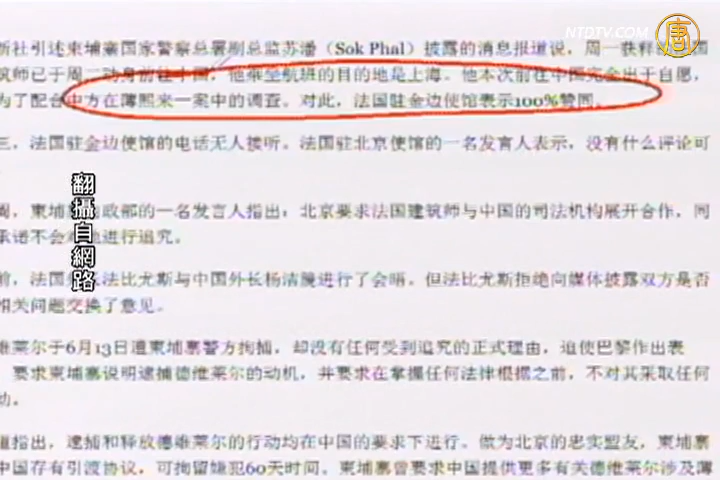 NTDTV.COM
唐
新社引述柬埔寨国家警察总署副总监苏潘（Sok Phal）披露的消息报道说，周一获释
筑师已于周二动身前往中国，他乘坐航班的目的地是上海。他本次前往中国完全出于自愿，
为了配合中方在薄熙来一案中的调查。对此，法国驻金边使馆表示100%赞同。
三，法国驻金边使馆的电话无人接听。法国驻北京使馆的一名发言人表示，没有什么评论可
周，柬埔 政部的一名发言人指出：北京要求法国建筑师与中国的司法机构展开合作，同
承诺不会 进行追究。
前，法国外 法比尤斯与中国外长杨洁篪进行了会晤。但法比尤斯拒绝向媒体披露双方是否
相关问题交换了意见。
维莱尔于6月13日遭柬埔寨警方拘捕，却没有任何受到追究的正式理由，迫使巴黎作出表
，要求柬埔寨说明逮捕德维莱尔的动机，并要求在掌握任何法律根据之前，不对其采取任何
动。
道指出，逮捕和释放德维莱尔的行动均在中国的要求下进行。做为北京的忠实盟友，柬埔寨
中国存有引渡协议，可拘留嫌犯60天时间。柬埔寨曾要求中国提供更多有关德维莱尔涉及薄
翻攝自網路